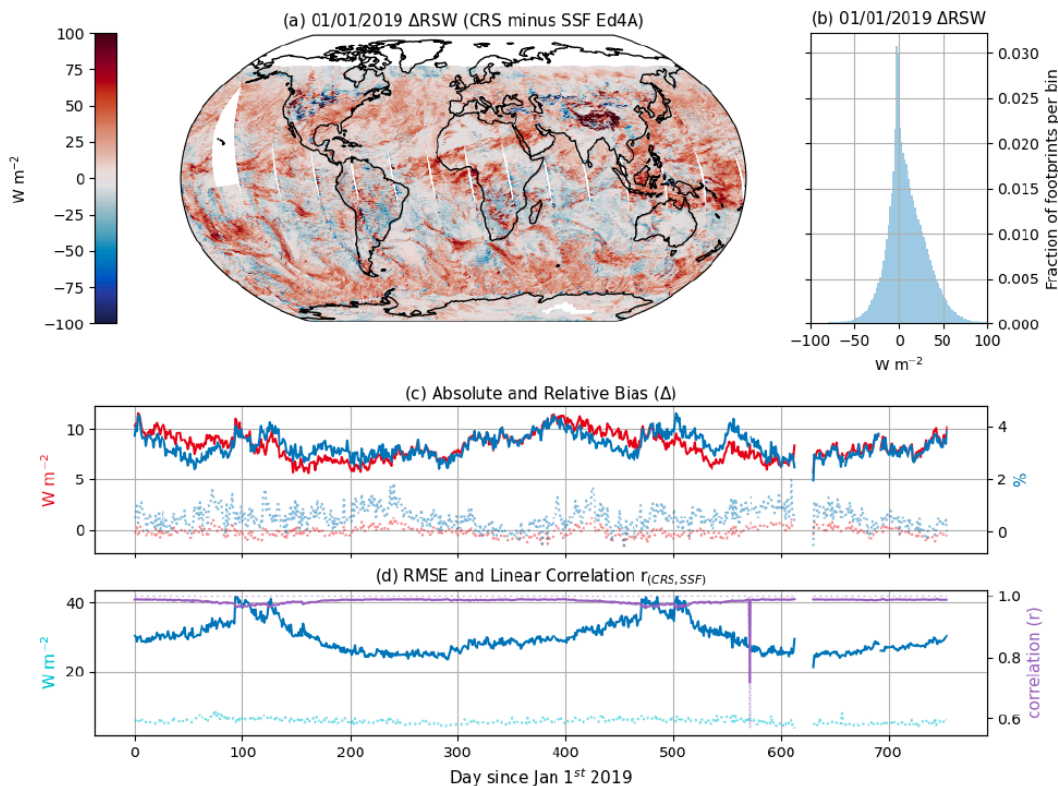 (a) 01/01/2019 ΔRSW (CRS minus SSF Ed4A)
100
75
50
25
0
−25
−50
−75
−100
W m⁻²
(b) 01/01/2019 ΔRSW
0.030
0.025
0.020
0.015
0.010
0.005
0.000
Fraction of footprints per bin
−100 −50 0 50 100
W m⁻²
(c) Absolute and Relative Bias (Δ)
10
5
0
W m⁻²
4
2
0
%
(d) RMSE and Linear Correlation r(CRS, SSF)
40
20
W m⁻²
1.0
0.8
0.6
correlation (r)
0 100 200 300 400 500 600 700
Day since Jan 1st 2019